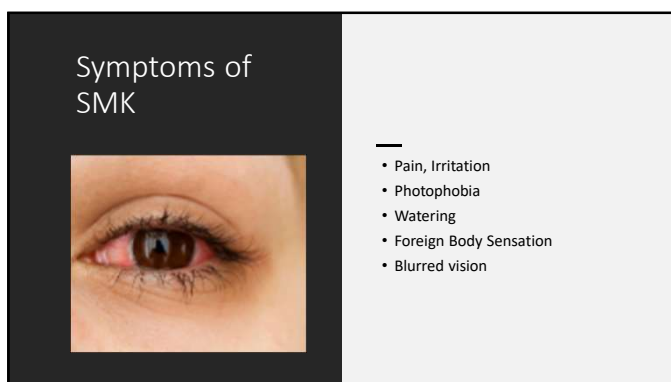 Symptoms of
SMK
• Pain, Irritation
• Photophobia
• Watering
• Foreign Body Sensation
• Blurred vision